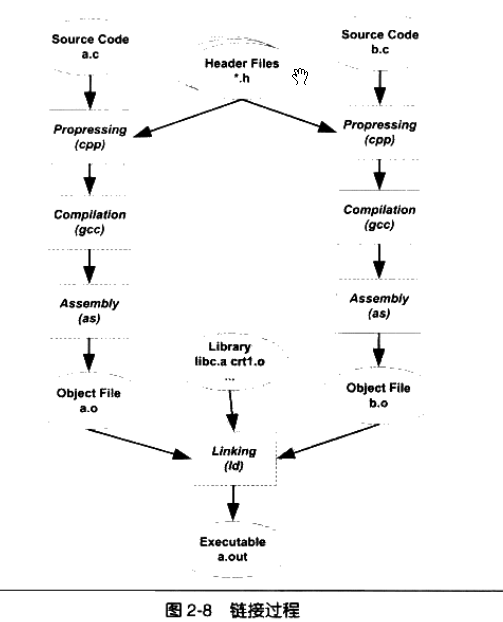 Source Code
a.c
Header Files
*.h
Source Code
b.c
Propressing
(cpp)
Propressing
(cpp)
Compilation
(gcc)
Compilation
(gcc)
Assembly
(as)
Assembly
(as)
Library
libc.a crt1.o
...
Object File
a.o
Object File
b.o
Linking
(ld)
Executable
a.out
图 2-8 链接过程